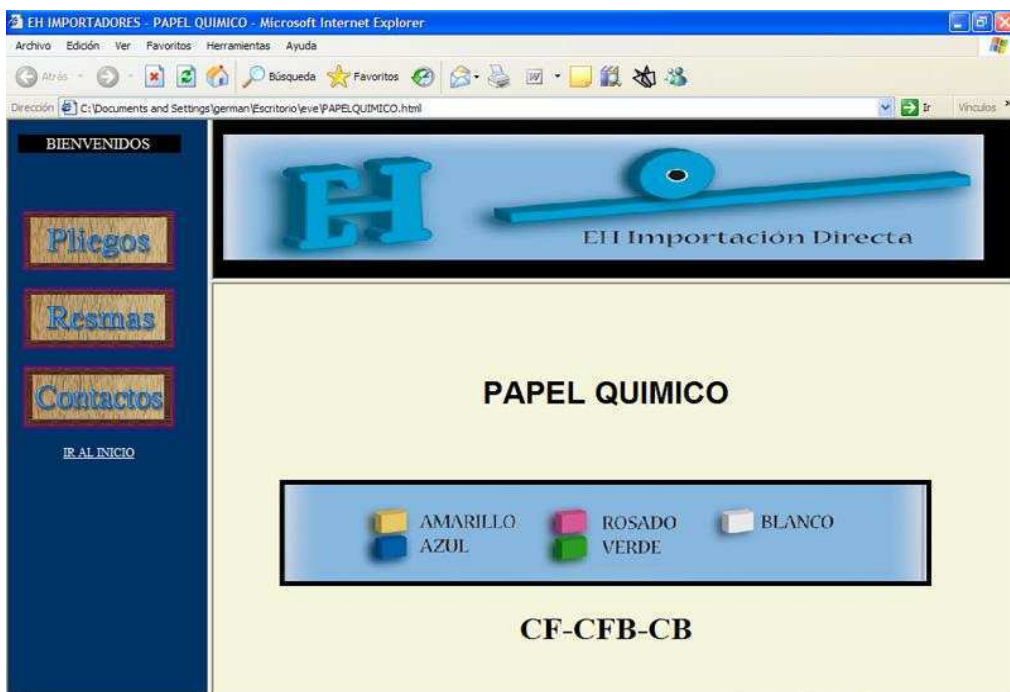 EH IMPORTADORES - PAPEL QUIMICO - Microsoft Internet Explorer
Archivo Edición Ver Favoritos Herramientas Ayuda
Atrás Búsqueda Favoritos
Dirección C:\Documents and Settings\german\Escritorio\eve\PAPELQUIMICO.html Ir Vínculos »
BIENVENIDOS
Pliegos
Resmas
Contactos
IR AL INICIO
EH
EH Importación Directa
PAPEL QUIMICO
AMARILLO ROSADO BLANCO
AZUL VERDE
CF-CFB-CB